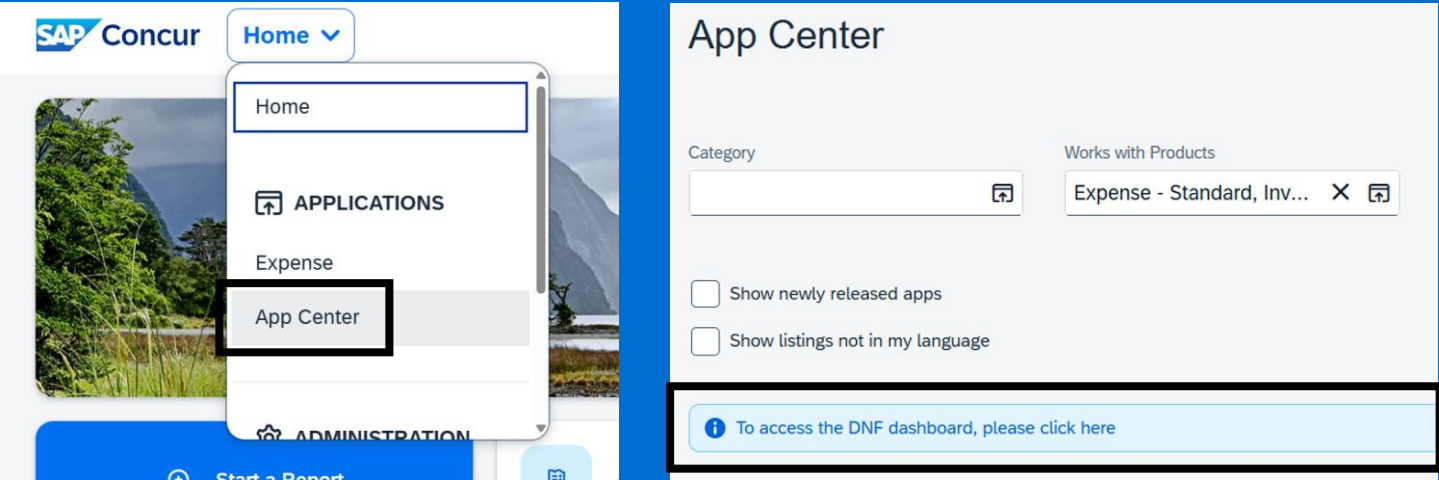 SAP Concur
Home
Home
APPLICATIONS
Expense
App Center
ADMINISTRATION
Start a Report
App Center
Category
Works with Products
Expense - Standard, Inv...
Show newly released apps
Show listings not in my language
To access the DNF dashboard, please click here